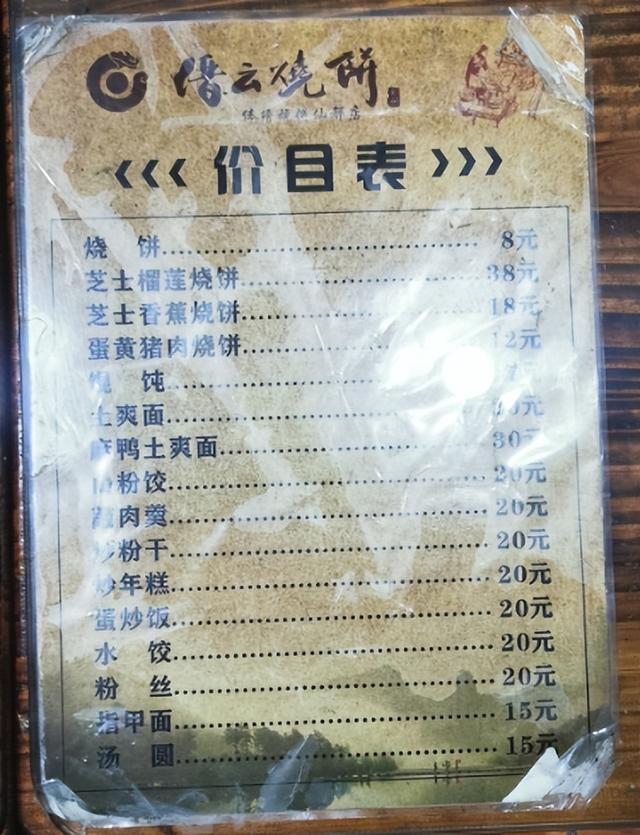 缙云烧饼
价目表
烧 饼 8元
芝士榴莲烧饼 38元
芝士香蕉烧饼 18元
蛋黄猪肉烧饼 12元
馄 饨 元
土爽面 元
麻鸭土爽面 30元
山粉饺 20元
肉羹 20元
炒粉干 20元
炒年糕 20元
蛋炒饭 20元
水 饺 20元
粉 丝 20元
指甲面 15元
汤 圆 15元